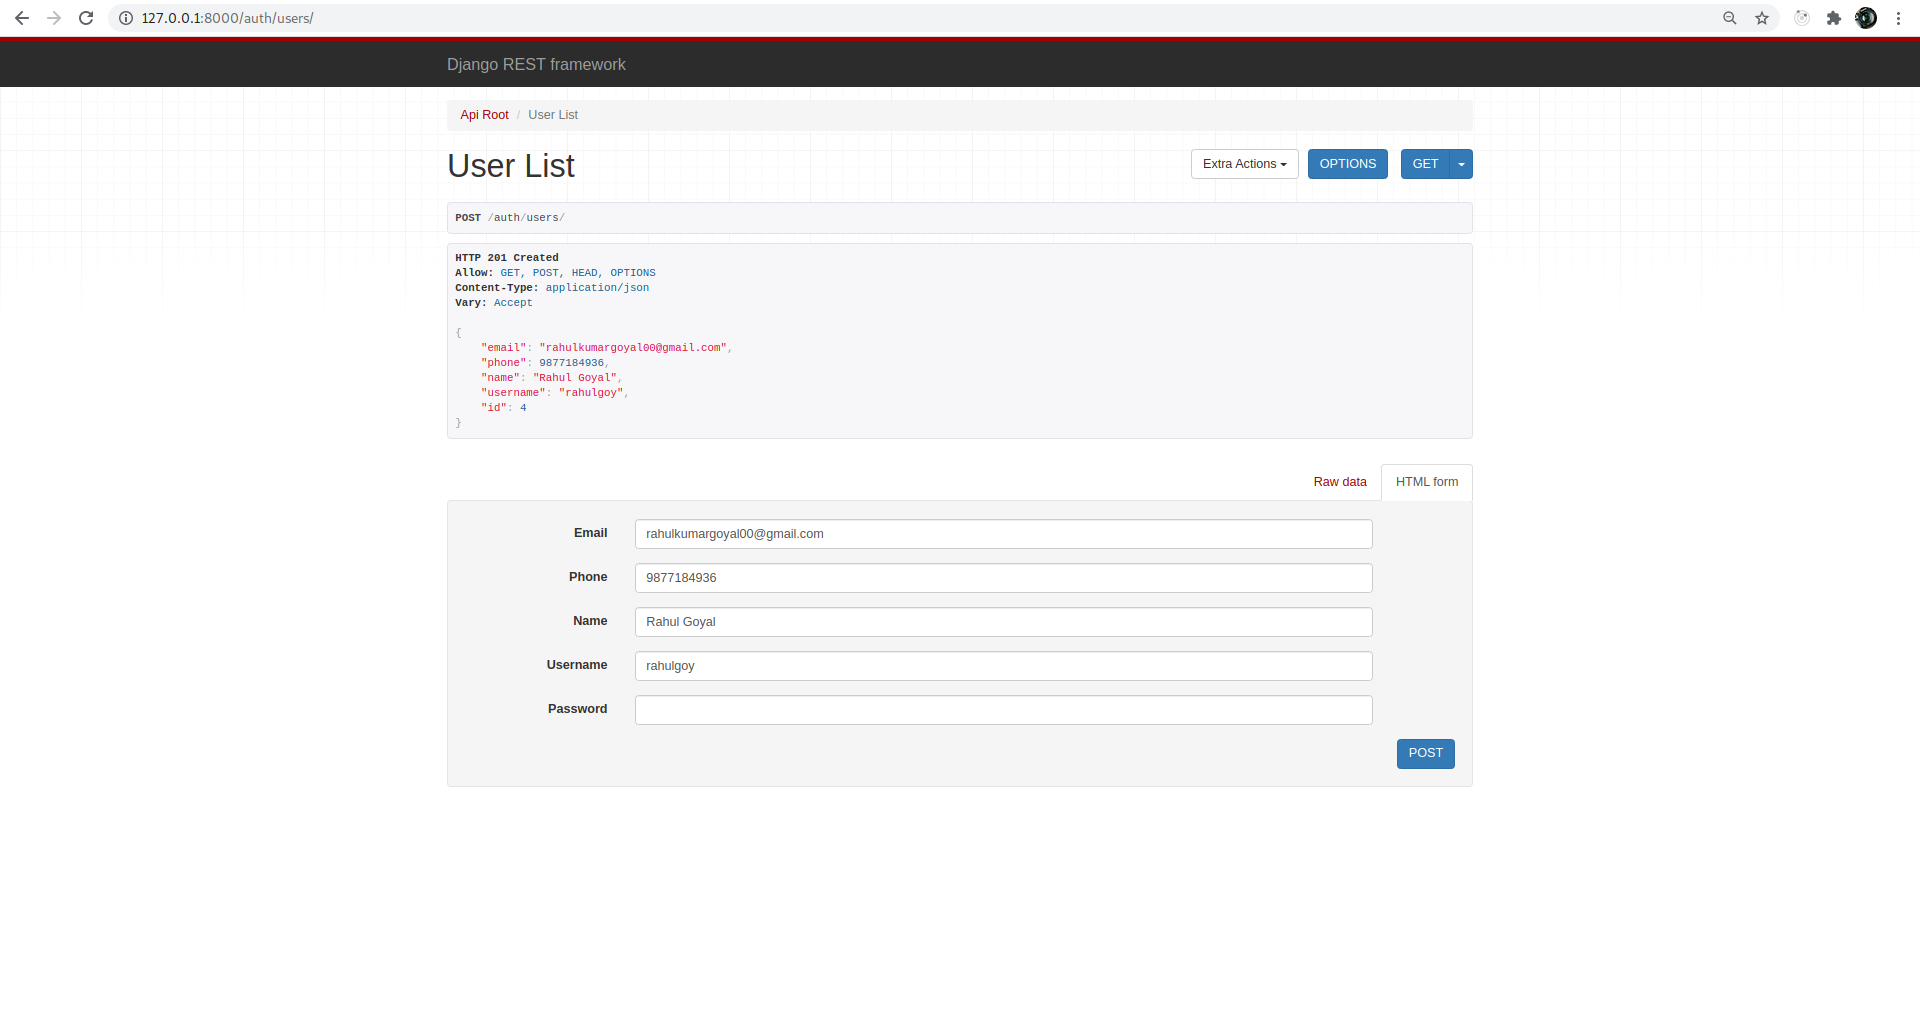 127.0.0.1:8000/auth/users/
Django REST framework
Api Root / User List
User List
Extra Actions OPTIONS GET
POST /auth/users/
HTTP 201 Created
Allow: GET, POST, HEAD, OPTIONS
Content-Type: application/json
Vary: Accept
{
    "email": "rahulkumargoyal00@gmail.com",
    "phone": 9877184936,
    "name": "Rahul Goyal",
    "username": "rahulgoy",
    "id": 4
}
Raw data HTML form
Email rahulkumargoyal00@gmail.com
Phone 9877184936
Name Rahul Goyal
Username rahulgoy
Password
POST